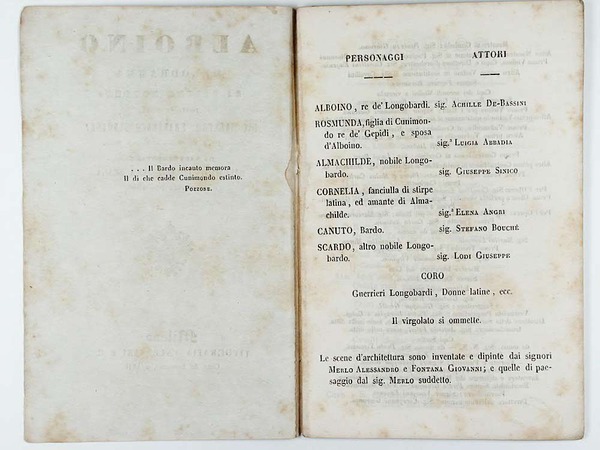 . . . Il Bardo incauto memora
Il dì che cadde Cunimondo estinto.
Pozzose.
PERSONAGGI ATTORI
ALBOINO, re de' Longobardi. sig. ACHILLE DE-BASSINI
ROSMUNDA, figlia di Cunimon-
do re de' Gepidi, e sposa
d'Alboino. sig.ª LUIGIA ABBADIA
ALMACHILDE, nobile Longo-
bardo. sig. GIUSEPPE SINICO
CORNELIA, fanciulla di stirpe
latina, ed amante di Alma-
childe. sig.ª ELENA ANGRI
CANUTO, Bardo. sig. STEFANO BOUCHÉ
SCARDO, altro nobile Longo-
bardo. sig. LODI GIUSEPPE
CORO
Guerrieri Longobardi, Donne latine, ecc.
Il virgolato si ommette.
Le scene d'architettura sono inventate e dipinte dai signori
MERLO ALESSANDRO e FONTANA GIOVANNI; e quelle di pae-
saggio dal sig. MERLO suddetto.